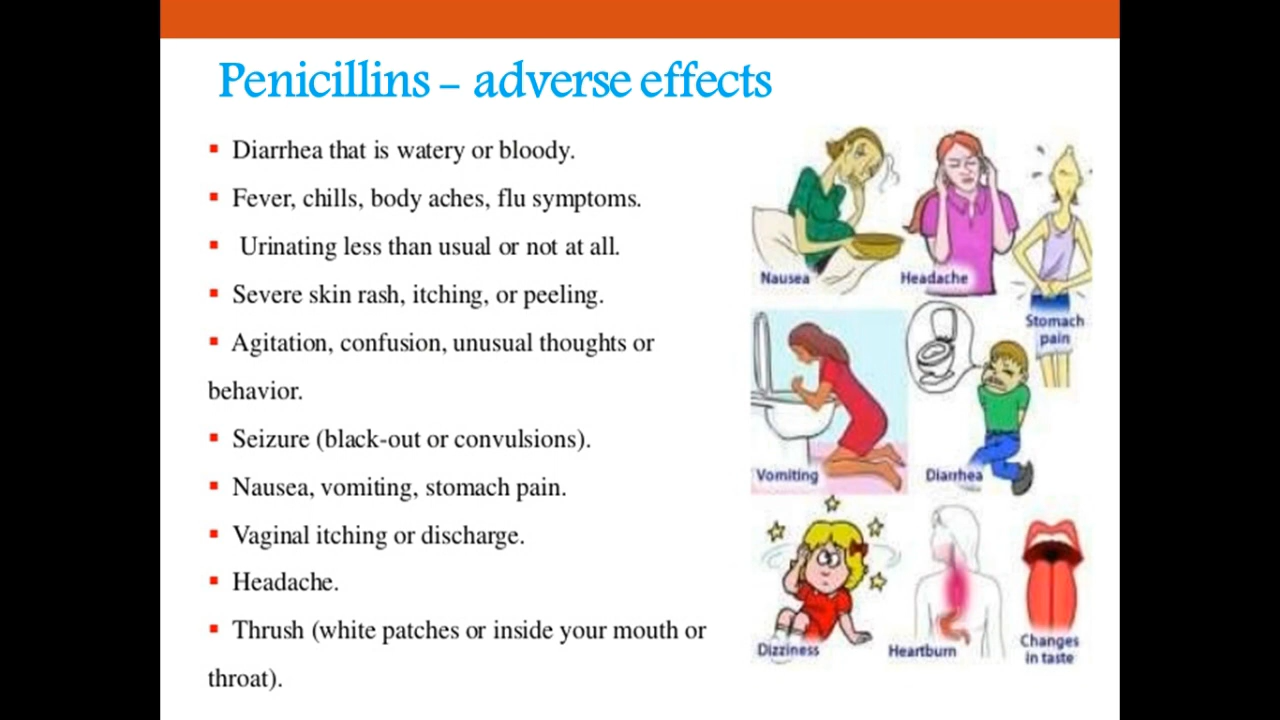 Penicillins – adverse effects
▪ Diarrhea that is watery or bloody.
▪ Fever, chills, body aches, flu symptoms.
▪ Urinating less than usual or not at all.
▪ Severe skin rash, itching, or peeling.
▪ Agitation, confusion, unusual thoughts or
behavior.
▪ Seizure (black-out or convulsions).
▪ Nausea, vomiting, stomach pain.
▪ Vaginal itching or discharge.
▪ Headache.
▪ Thrush (white patches or inside your mouth or
throat).
Nausea
Headache
Stomach
pain
Vomiting
Diarrhea
Dizziness
Heartburn
Changes
in taste